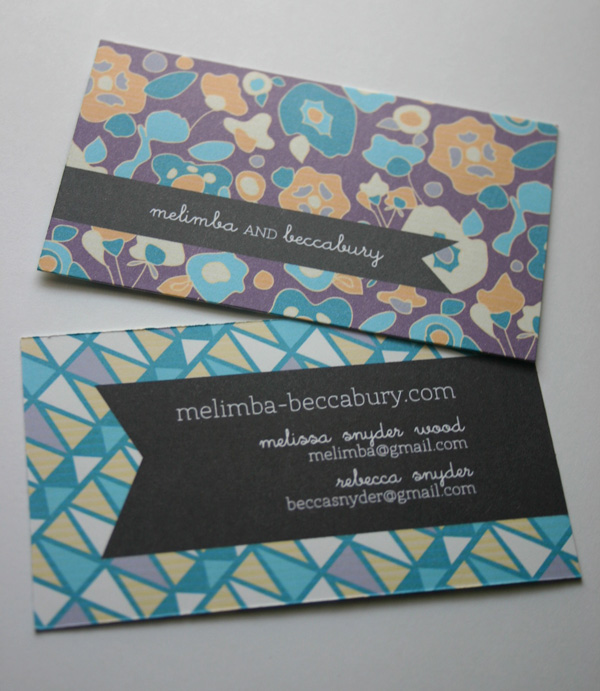 melimba AND beccabury
melimba-beccabury.com
melissa snyder wood
melimba@gmail.com
rebecca snyder
beccasnyder@gmail.com